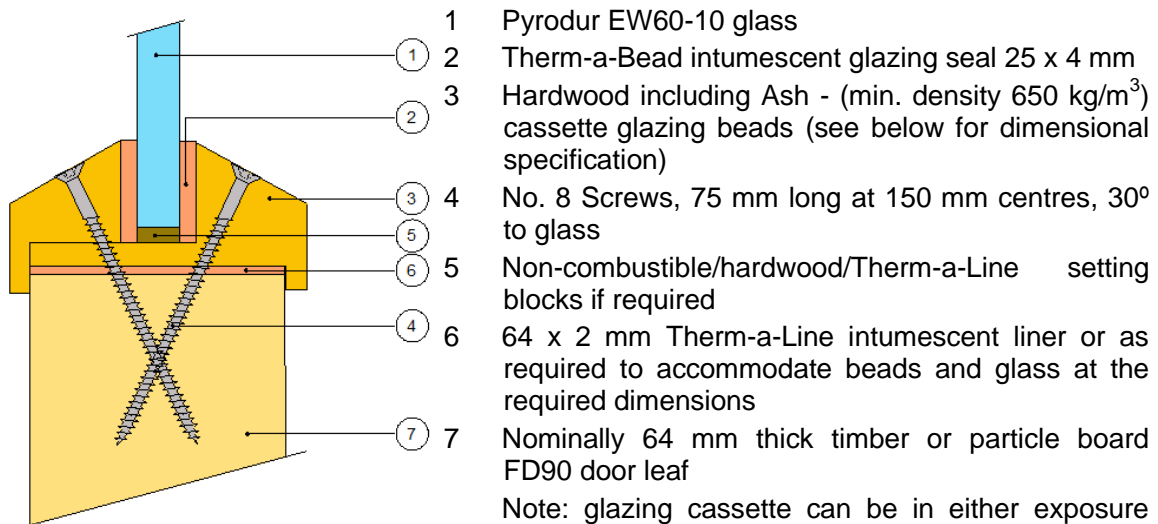 1 Pyrodur EW60-10 glass
2 Therm-a-Bead intumescent glazing seal 25 x 4 mm
3 Hardwood including Ash - (min. density 650 kg/m³)
cassette glazing beads (see below for dimensional
specification)
4 No. 8 Screws, 75 mm long at 150 mm centres, 30º
to glass
5 Non-combustible/hardwood/Therm-a-Line setting
blocks if required
6 64 x 2 mm Therm-a-Line intumescent liner or as
required to accommodate beads and glass at the
required dimensions
7 Nominally 64 mm thick timber or particle board
FD90 door leaf
Note: glazing cassette can be in either exposure
1
2
3
5
6
4
7